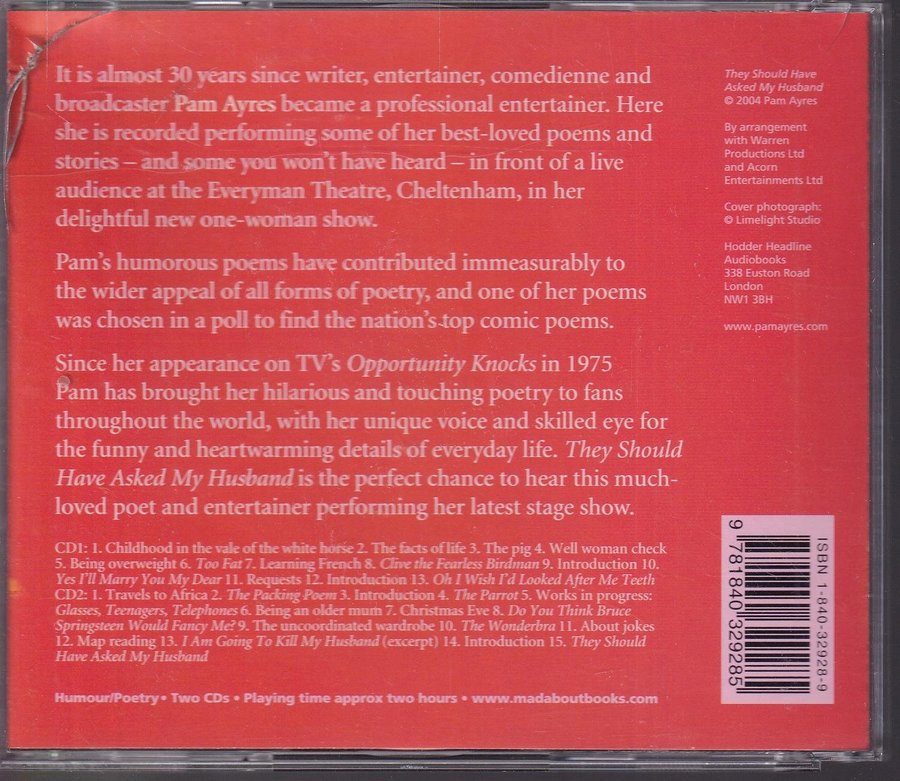 It is almost 30 years since writer, entertainer, comedienne and
broadcaster Pam Ayres became a professional entertainer. Here
she is recorded performing some of her best-loved poems and
stories – and some you won't have heard – in front of a live
audience at the Everyman Theatre, Cheltenham, in her
delightful new one-woman show.
Pam's humorous poems have contributed immeasurably to
the wider appeal of all forms of poetry, and one of her poems
was chosen in a poll to find the nation's top comic poems.
Since her appearance on TV's Opportunity Knocks in 1975
Pam has brought her hilarious and touching poetry to fans
throughout the world, with her unique voice and skilled eye for
the funny and heartwarming details of everyday life. They Should
Have Asked My Husband is the perfect chance to hear this much-
loved poet and entertainer performing her latest stage show.
CD1: 1. Childhood in the vale of the white horse 2. The facts of life 3. The pig 4. Well woman check
5. Being overweight 6. Too Fat 7. Learning French 8. Clive the Fearless Birdman 9. Introduction 10.
Yes I'll Marry You My Dear 11. Requests 12. Introduction 13. Oh I Wish I'd Looked After Me Teeth
CD2: 1. Travels to Africa 2. The Packing Poem 3. Introduction 4. The Parrot 5. Works in progress:
Glasses, Teenagers, Telephones 6. Being an older mum 7. Christmas Eve 8. Do You Think Bruce
Springsteen Would Fancy Me? 9. The uncoordinated wardrobe 10. The Wonderbra 11. About jokes
12. Map reading 13. I Am Going To Kill My Husband (excerpt) 14. Introduction 15. They Should
Have Asked My Husband
Humour/Poetry • Two CDs • Playing time approx two hours • www.madaboutbooks.com
They Should Have
Asked My Husband
© 2004 Pam Ayres
By arrangement
with Warren
Productions Ltd
and Acorn
Entertainments Ltd
Cover photograph:
© Limelight Studio
Hodder Headline
Audiobooks
338 Euston Road
London
NW1 3BH
www.pamayres.com
ISBN 1-840-32928-9
9 781840 329285